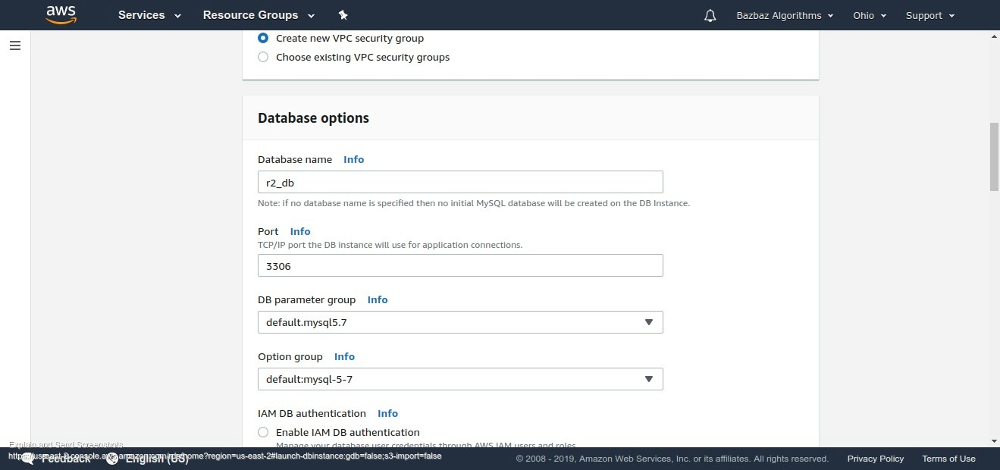 aws Services Resource Groups Bazbaz Algorithms Ohio Support
Create new VPC security group
Choose existing VPC security groups
Database options
Database name Info
r2_db
Note: if no database name is specified then no initial MySQL database will be created on the DB Instance.
Port Info
TCP/IP port the DB instance will use for application connections.
3306
DB parameter group Info
default.mysql5.7
Option group Info
default:mysql-5-7
IAM DB authentication Info
Enable IAM DB authentication
Manage your database user credentials through AWS IAM users and roles.
Explain and Send Screenshots
https://us-east-2.console.aws.amazon.com/rds/home?region=us-east-2#launch-dbinstance:gdb=false;s3-import=false
Feedback English (US) © 2008 - 2019, Amazon Web Services, Inc. or its affiliates. All rights reserved. Privacy Policy Terms of Use